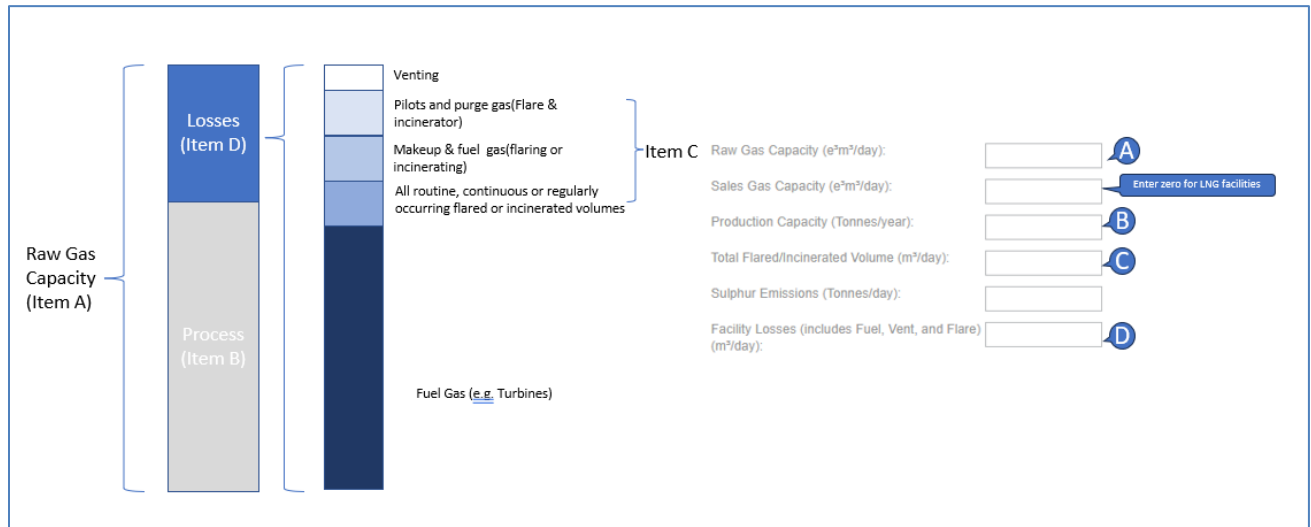 Venting
Pilots and purge gas(Flare &
incinerator)
Makeup & fuel gas(flaring or
incinerating)
All routine, continuous or regularly
occurring flared or incinerated volumes
Item C
Losses
(Item D)
Raw Gas
Capacity
(Item A)
Process
(Item B)
Fuel Gas (e.g. Turbines)
Raw Gas Capacity (e³m³/day):
A
Sales Gas Capacity (e³m³/day):
Enter zero for LNG facilities
Production Capacity (Tonnes/year):
B
Total Flared/Incinerated Volume (m³/day):
C
Sulphur Emissions (Tonnes/day):
Facility Losses (includes Fuel, Vent, and Flare)
(m³/day):
D